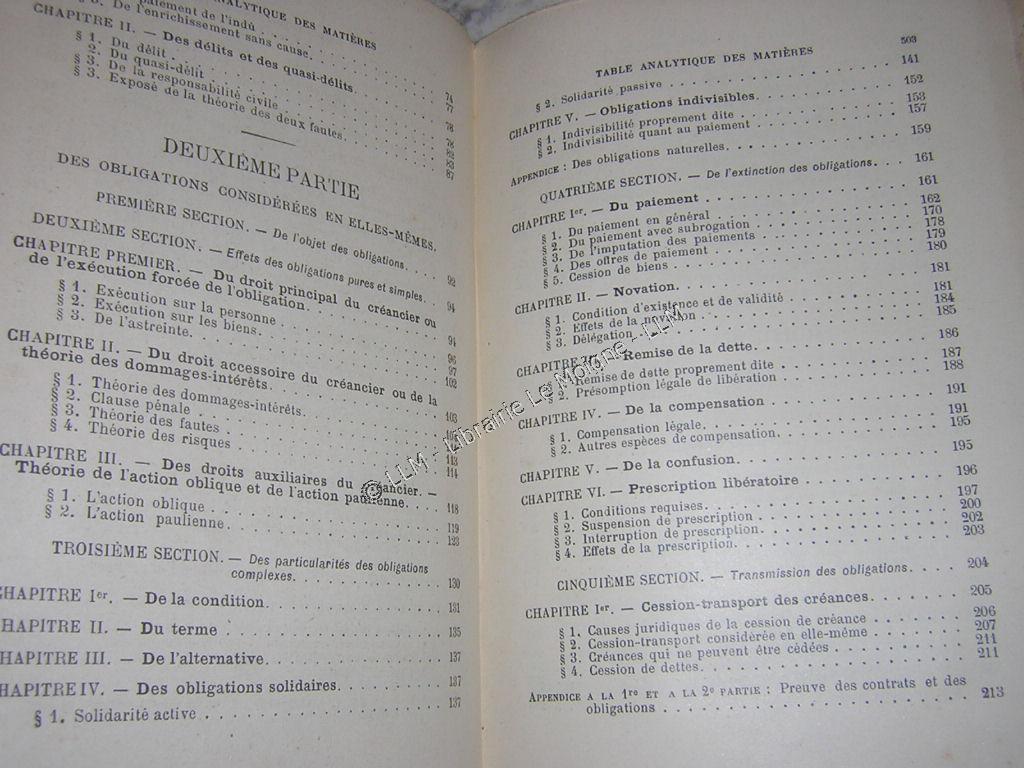 ANALYTIQUE DES MATIÈRES
paiement de l'indû
§ 3. De l'enrichissement sans cause
CHAPITRE II. — Des délits et des quasi-délits. 74
§ 1. Du délit 77
§ 2. Du quasi-délit 78
§ 3. De la responsabilité civile 82
§ 3. Exposé de la théorie des deux fautes. 87
DEUXIÈME PARTIE
DES OBLIGATIONS CONSIDÉRÉES EN ELLES-MÊMES.
PREMIÈRE SECTION. — De l'objet des obligations. 92
DEUXIÈME SECTION. — Effets des obligations pures et simples. 94
CHAPITRE PREMIER. — Du droit principal du créancier ou
de l'exécution forcée de l'obligation. 94
§ 1. Exécution sur la personne 96
§ 2. Exécution sur les biens. 97
§ 3. De l'astreinte. 102
CHAPITRE II. — Du droit accessoire du créancier ou de la
théorie des dommages-intérêts. 103
§ 1. Théorie des dommages-intérêts.
§ 2. Clause pénale
§ 3. Théorie des fautes 113
§ 4. Théorie des risques 114
CHAPITRE III. — Des droits auxiliaires du créancier. —
Théorie de l'action oblique et de l'action paulienne. 118
§ 1. L'action oblique 119
§ 2. L'action paulienne. 123
TROISIÈME SECTION. — Des particularités des obligations
complexes. 130
CHAPITRE Ier. — De la condition. 131
CHAPITRE II. — Du terme 135
CHAPITRE III. — De l'alternative. 137
CHAPITRE IV. — Des obligations solidaires. 137
§ 1. Solidarité active 137
TABLE ANALYTIQUE DES MATIÈRES 503
§ 2. Solidarité passive 141
CHAPITRE V. — Obligations indivisibles. 152
§ 1. Indivisibilité proprement dite 153
§ 2. Indivisibilité quant au paiement 157
APPENDICE : Des obligations naturelles. 159
QUATRIÈME SECTION. — De l'extinction des obligations. 161
CHAPITRE Ier. — Du paiement 161
§ 1. Du paiement en général 162
§ 2. Du paiement avec subrogation 170
§ 3. De l'imputation des paiements 178
§ 4. Des offres de paiement 179
§ 5. Cession de biens 180
CHAPITRE II. — Novation. 181
§ 1. Condition d'existence et de validité 181
§ 2. Effets de la novation 184
§ 3. Délégation 185
CHAPITRE III. — Remise de la dette 186
§ 1. Remise de dette proprement dite 187
§ 2. Présomption légale de libération 188
CHAPITRE IV. — De la compensation 191
§ 1. Compensation légale. 191
§ 2. Autres espèces de compensation. 195
CHAPITRE V. — De la confusion. 195
CHAPITRE VI. — Prescription libératoire 196
§ 1. Conditions requises. 197
§ 2. Suspension de prescription 200
§ 3. Interruption de prescription. 202
§ 4. Effets de la prescription. 203
CINQUIÈME SECTION. — Transmission des obligations. 204
CHAPITRE Ier. — Cession-transport des créances. 205
§ 1. Causes juridiques de la cession de créance 206
§ 2. Cession-transport considérée en elle-même 207
§ 3. Créances qui ne peuvent être cédées 211
§ 4. Cession de dettes. 211
APPENDICE A LA 1re ET A LA 2e PARTIE : Preuve des contrats et des
obligations 213
© LLM - Librairie Le Moigne - LLM